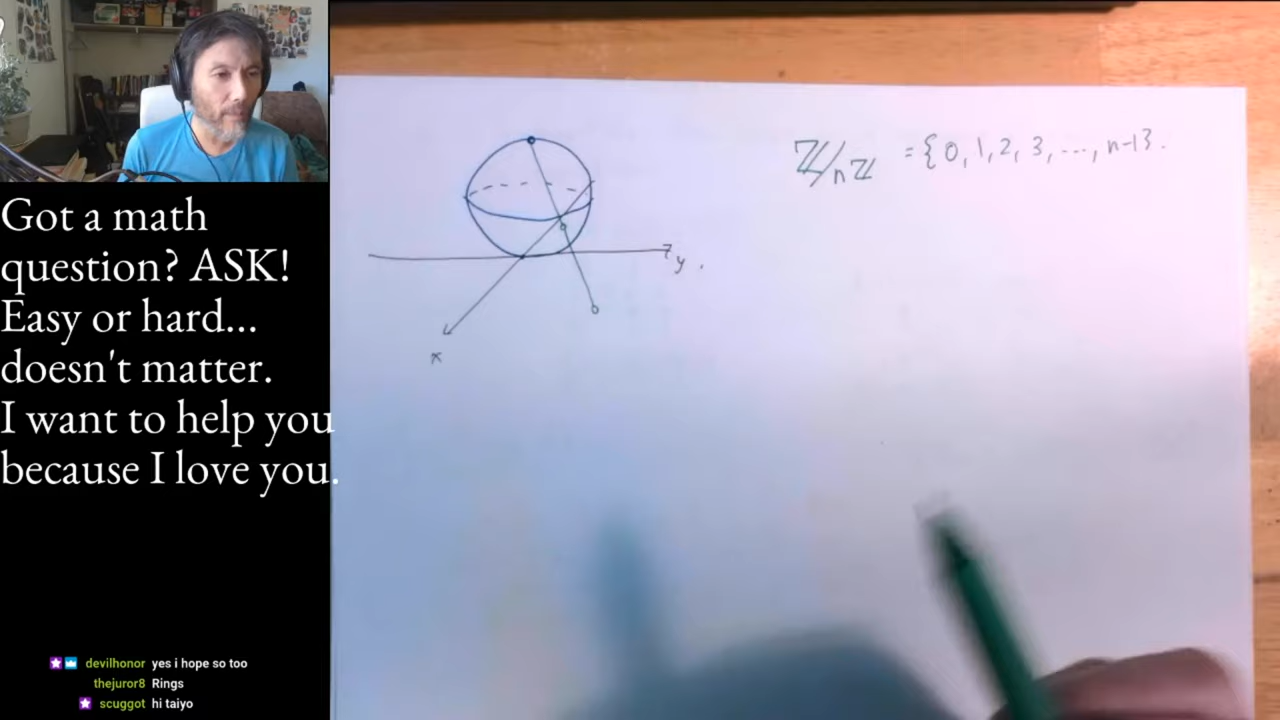 Got a math
question? ASK!
Easy or hard...
doesn't matter.
I want to help you
because I love you.
devilhonor yes i hope so too
thejuror8 Rings
scuggot hi taiyo
ℤ/nℤ = {0, 1, 2, 3, ..., n-1}.
y.
x